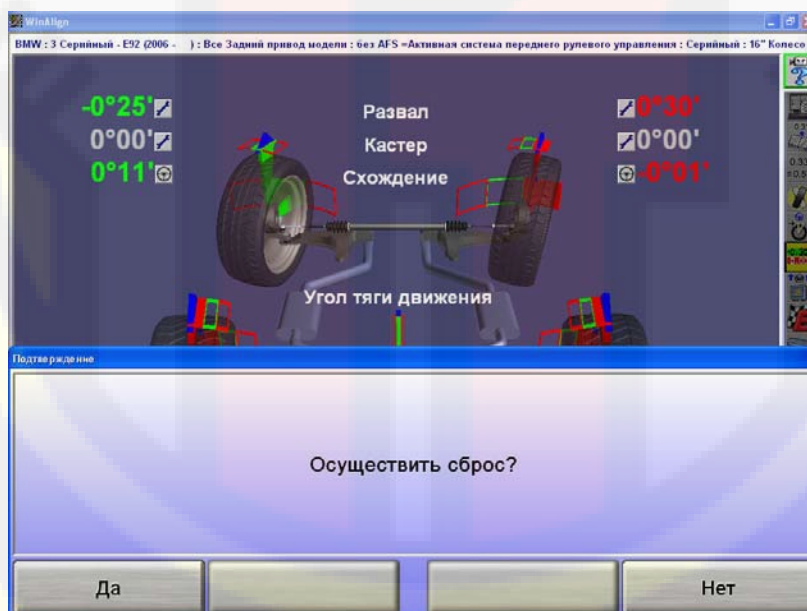 WinAlign
BMW : 3 Серийный - E92 (2006 - ) : Все Задний привод модели : без AFS =Активная система переднего рулевого управления : Серийный : 16" Колесо
-0°25' Развал 0°30'
0°00' Кастер 0°00'
0°11' Схождение -0°01'
Угол тяги движения
Подтверждение
Осуществить сброс?
Да Нет